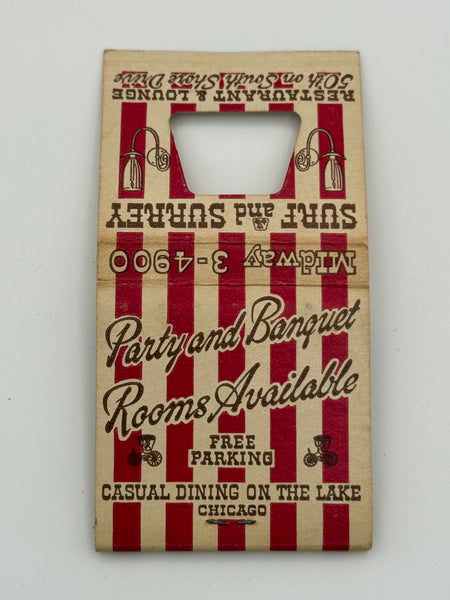 50th on South Shore Drive
RESTAURANT & LOUNGE
SURF and SURREY
MIdway 3-4900
Party and Banquet
Rooms Available
FREE
PARKING
CASUAL DINING ON THE LAKE
CHICAGO